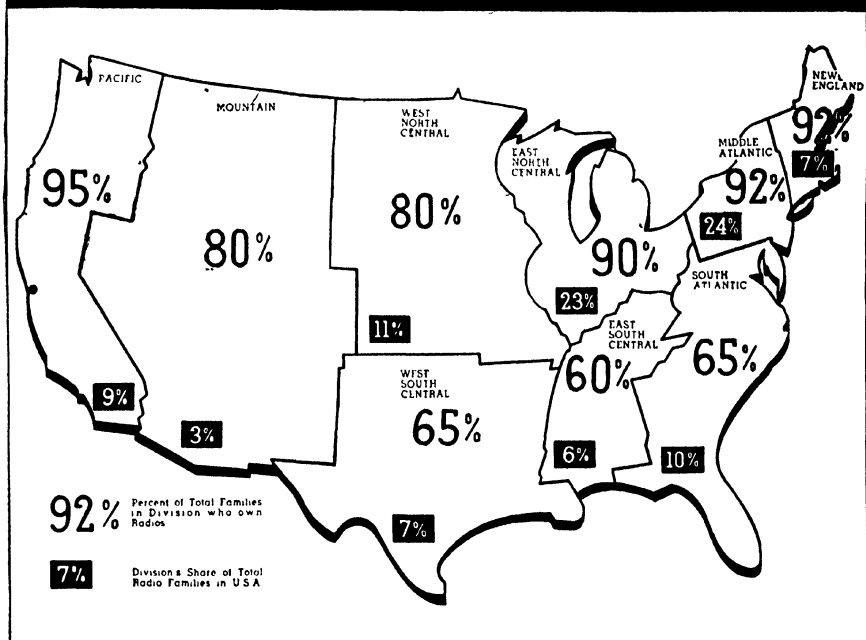 PACIFIC
95%
9%
MOUNTAIN
80%
3%
WEST
NORTH
CENTRAL
80%
11%
EAST
NORTH
CENTRAL
90%
23%
NEW
ENGLAND
92%
7%
MIDDLE
ATLANTIC
92%
24%
SOUTH
ATLANTIC
65%
10%
EAST
SOUTH
CENTRAL
60%
6%
WEST
SOUTH
CENTRAL
65%
7%
92% Percent of Total Families
in Division who own
Radios
7% Division's Share of Total
Radio Families in USA